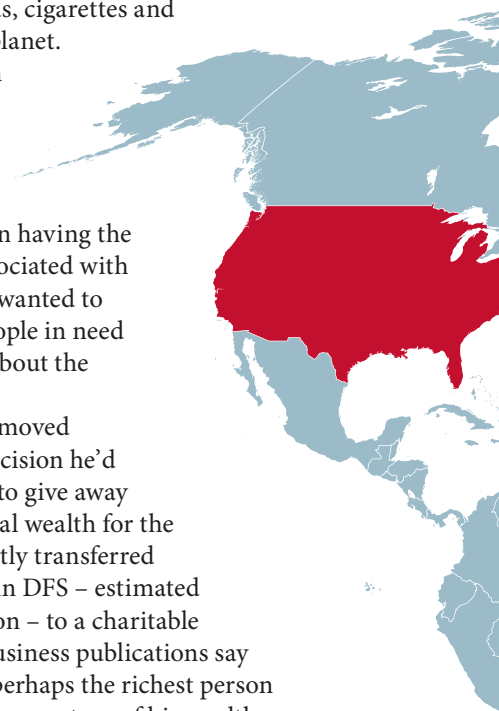 s, cigarettes and
lanet.
n having the
ociated with
wanted to
ople in need
bout the
moved
cision he’d
to give away
al wealth for the
tly transferred
in DFS – estimated
on – to a charitable
usiness publications say
perhaps the richest person